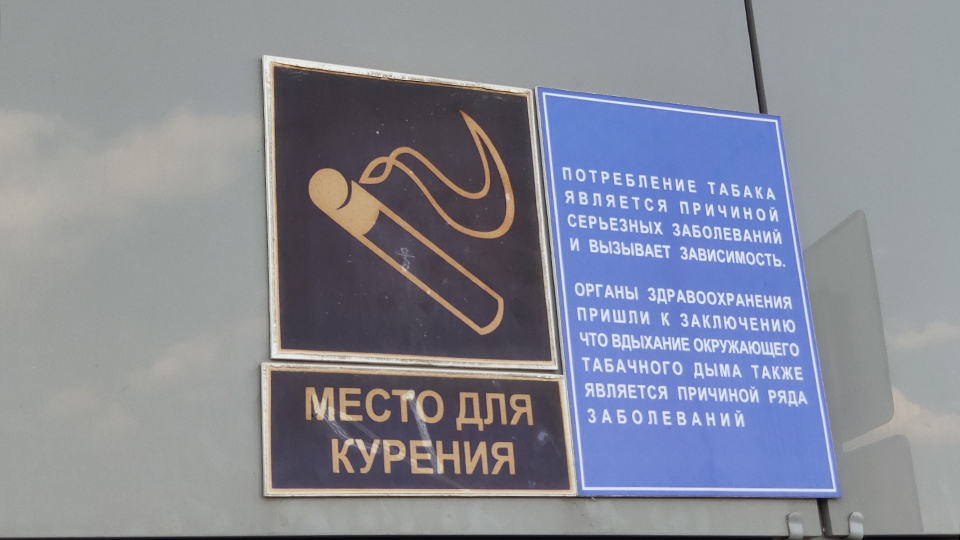 МЕСТО ДЛЯ
КУРЕНИЯ
ПОТРЕБЛЕНИЕ ТАБАКА
ЯВЛЯЕТСЯ ПРИЧИНОЙ
СЕРЬЕЗНЫХ ЗАБОЛЕВАНИЙ
И ВЫЗЫВАЕТ ЗАВИСИМОСТЬ.
ОРГАНЫ ЗДРАВООХРАНЕНИЯ
ПРИШЛИ К ЗАКЛЮЧЕНИЮ
ЧТО ВДЫХАНИЕ ОКРУЖАЮЩЕГО
ТАБАЧНОГО ДЫМА ТАКЖЕ
ЯВЛЯЕТСЯ ПРИЧИНОЙ РЯДА
ЗАБОЛЕВАНИЙ